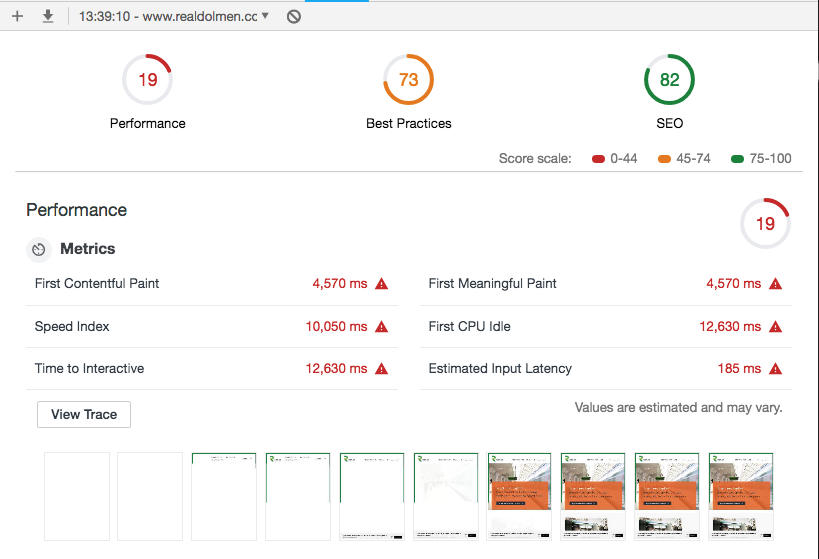 13:39:10 - www.realdolmen.cc
19 73 82
Performance Best Practices SEO
Score scale: 0-44 45-74 75-100
Performance
19
Metrics
First Contentful Paint 4,570 ms First Meaningful Paint 4,570 ms
Speed Index 10,050 ms First CPU Idle 12,630 ms
Time to Interactive 12,630 ms Estimated Input Latency 185 ms
View Trace
Values are estimated and may vary.